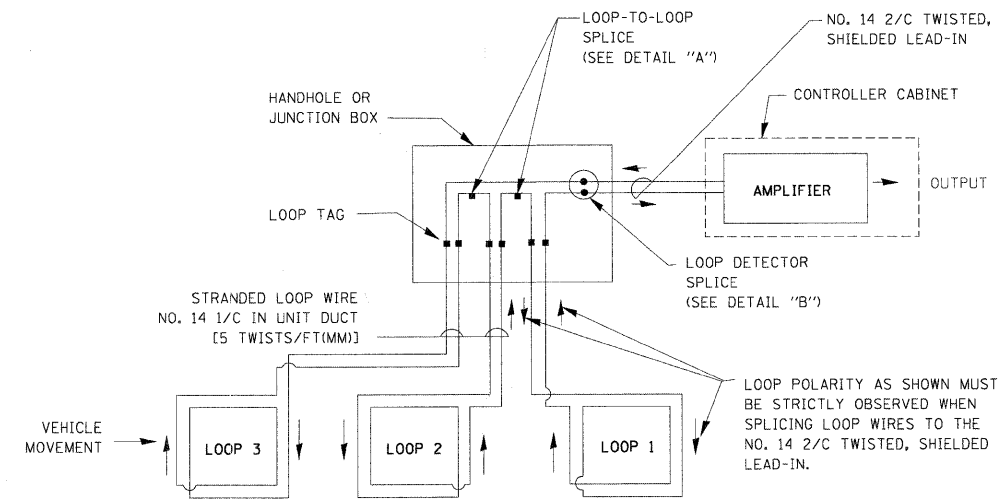 LOOP-TO-LOOP
SPLICE
(SEE DETAIL "A")
NO. 14 2/C TWISTED,
SHIELDED LEAD-IN
HANDHOLE OR
JUNCTION BOX
CONTROLLER CABINET
AMPLIFIER
OUTPUT
LOOP TAG
LOOP DETECTOR
SPLICE
(SEE DETAIL "B")
STRANDED LOOP WIRE
NO. 14 1/C IN UNIT DUCT
[5 TWISTS/FT(MM)]
LOOP POLARITY AS SHOWN MUST
BE STRICTLY OBSERVED WHEN
SPLICING LOOP WIRES TO THE
NO. 14 2/C TWISTED, SHIELDED
LEAD-IN.
VEHICLE
MOVEMENT
LOOP 3
LOOP 2
LOOP 1